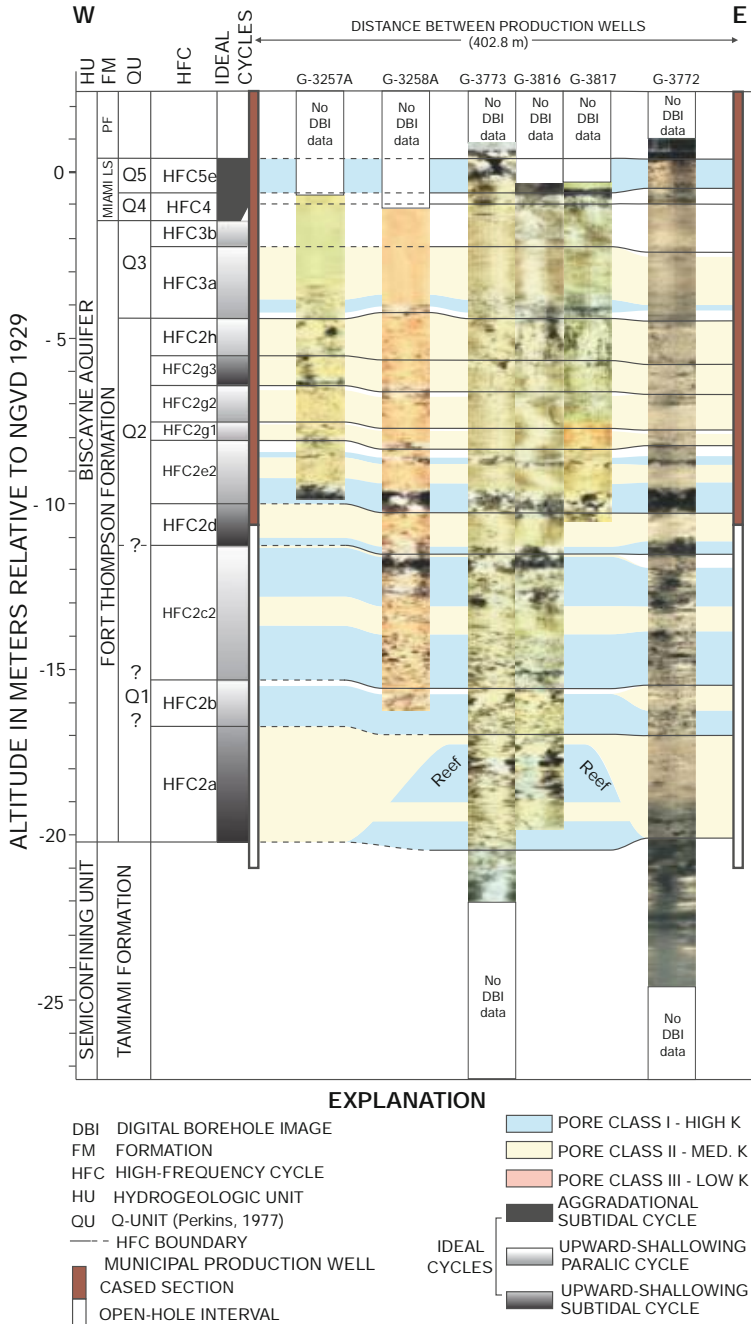 W
E
DISTANCE BETWEEN PRODUCTION WELLS
(402.8 m)
HU
FM
QU
HFC
IDEAL
CYCLES
G-3257A
G-3258A
G-3773
G-3816
G-3817
G-3772
No
DBI
data
No
DBI
data
No
DBI
data
No
DBI
data
No
DBI
data
No
DBI
data
ALTITUDE IN METERS RELATIVE TO NGVD 1929
0
- 5
- 10
-15
-20
-25
BISCAYNE AQUIFER
SEMICONFINING UNIT
PF
MIAMI LS
FORT THOMPSON FORMATION
TAMIAMI FORMATION
Q5
Q4
Q3
Q2
?
?
Q1
?
HFC5e
HFC4
HFC3b
HFC3a
HFC2h
HFC2g3
HFC2g2
HFC2g1
HFC2e2
HFC2d
HFC2c2
HFC2b
HFC2a
Reef
Reef
No
DBI
data
No
DBI
data
EXPLANATION
DBI DIGITAL BOREHOLE IMAGE
FM FORMATION
HFC HIGH-FREQUENCY CYCLE
HU HYDROGEOLOGIC UNIT
QU Q-UNIT (Perkins, 1977)
HFC BOUNDARY
MUNICIPAL PRODUCTION WELL
CASED SECTION
OPEN-HOLE INTERVAL
PORE CLASS I - HIGH K
PORE CLASS II - MED. K
PORE CLASS III - LOW K
IDEAL
CYCLES
AGGRADATIONAL
SUBTIDAL CYCLE
UPWARD-SHALLOWING
PARALIC CYCLE
UPWARD-SHALLOWING
SUBTIDAL CYCLE